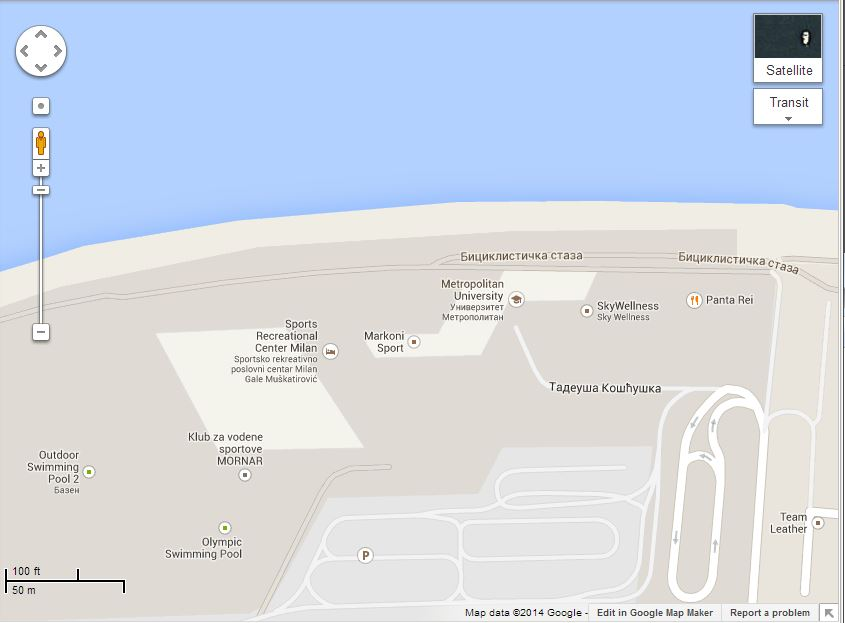 Satellite
Transit
Бициклистичка стаза
Бициклистичка стаза
Metropolitan
University
Универзитет
Метрополитан
SkyWellness
Sky Wellness
Panta Rei
Sports
Recreational
Center Milan
Sportsko rekreativno
poslovni centar Milan
Gale Muškatirović
Markoni
Sport
Тадеуша Кошћушка
Klub za vodene
sportove
MORNAR
Outdoor
Swimming
Pool 2
Базен
Olympic
Swimming Pool
P
Team
Leather
100 ft
50 m
Map data ©2014 Google -
Edit in Google Map Maker
Report a problem